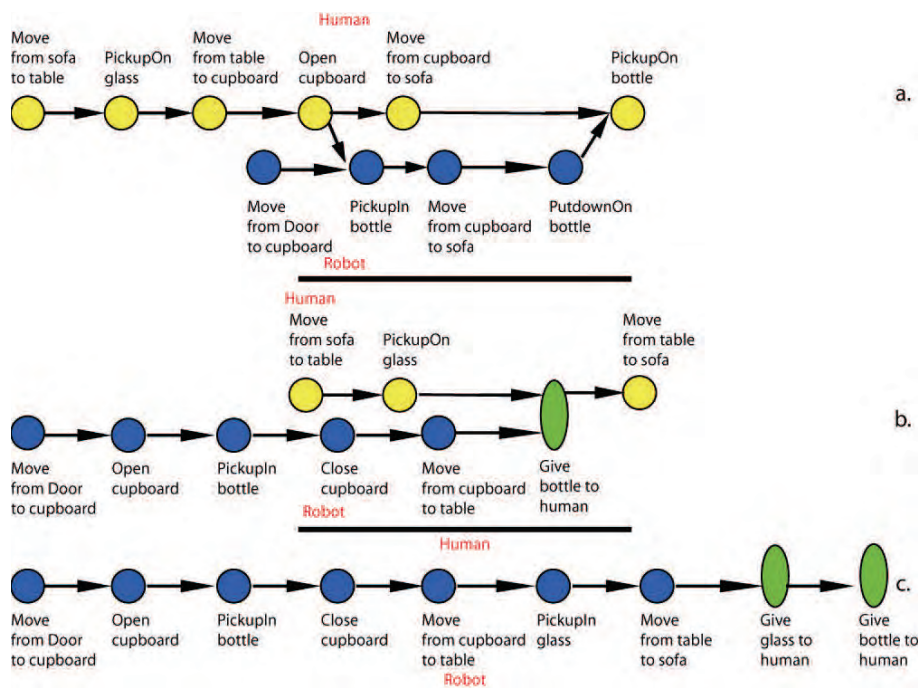 Human
Move
from sofa
to table
PickupOn
glass
Move
from table
to cupboard
Open
cupboard
Move
from cupboard
to sofa
PickupOn
bottle
a.
Move
from Door
to cupboard
PickupIn
bottle
Move
from cupboard
to sofa
PutdownOn
bottle
Robot
Human
Move
from sofa
to table
PickupOn
glass
Move
from table
to sofa
b.
Move
from Door
to cupboard
Open
cupboard
PickupIn
bottle
Close
cupboard
Move
from cupboard
to table
Give
bottle to
human
Robot
Human
c.
Move
from Door
to cupboard
Open
cupboard
PickupIn
bottle
Close
cupboard
Move
from cupboard
to table
PickupIn
glass
Move
from table
to sofa
Give
glass to
human
Give
bottle to
human
Robot